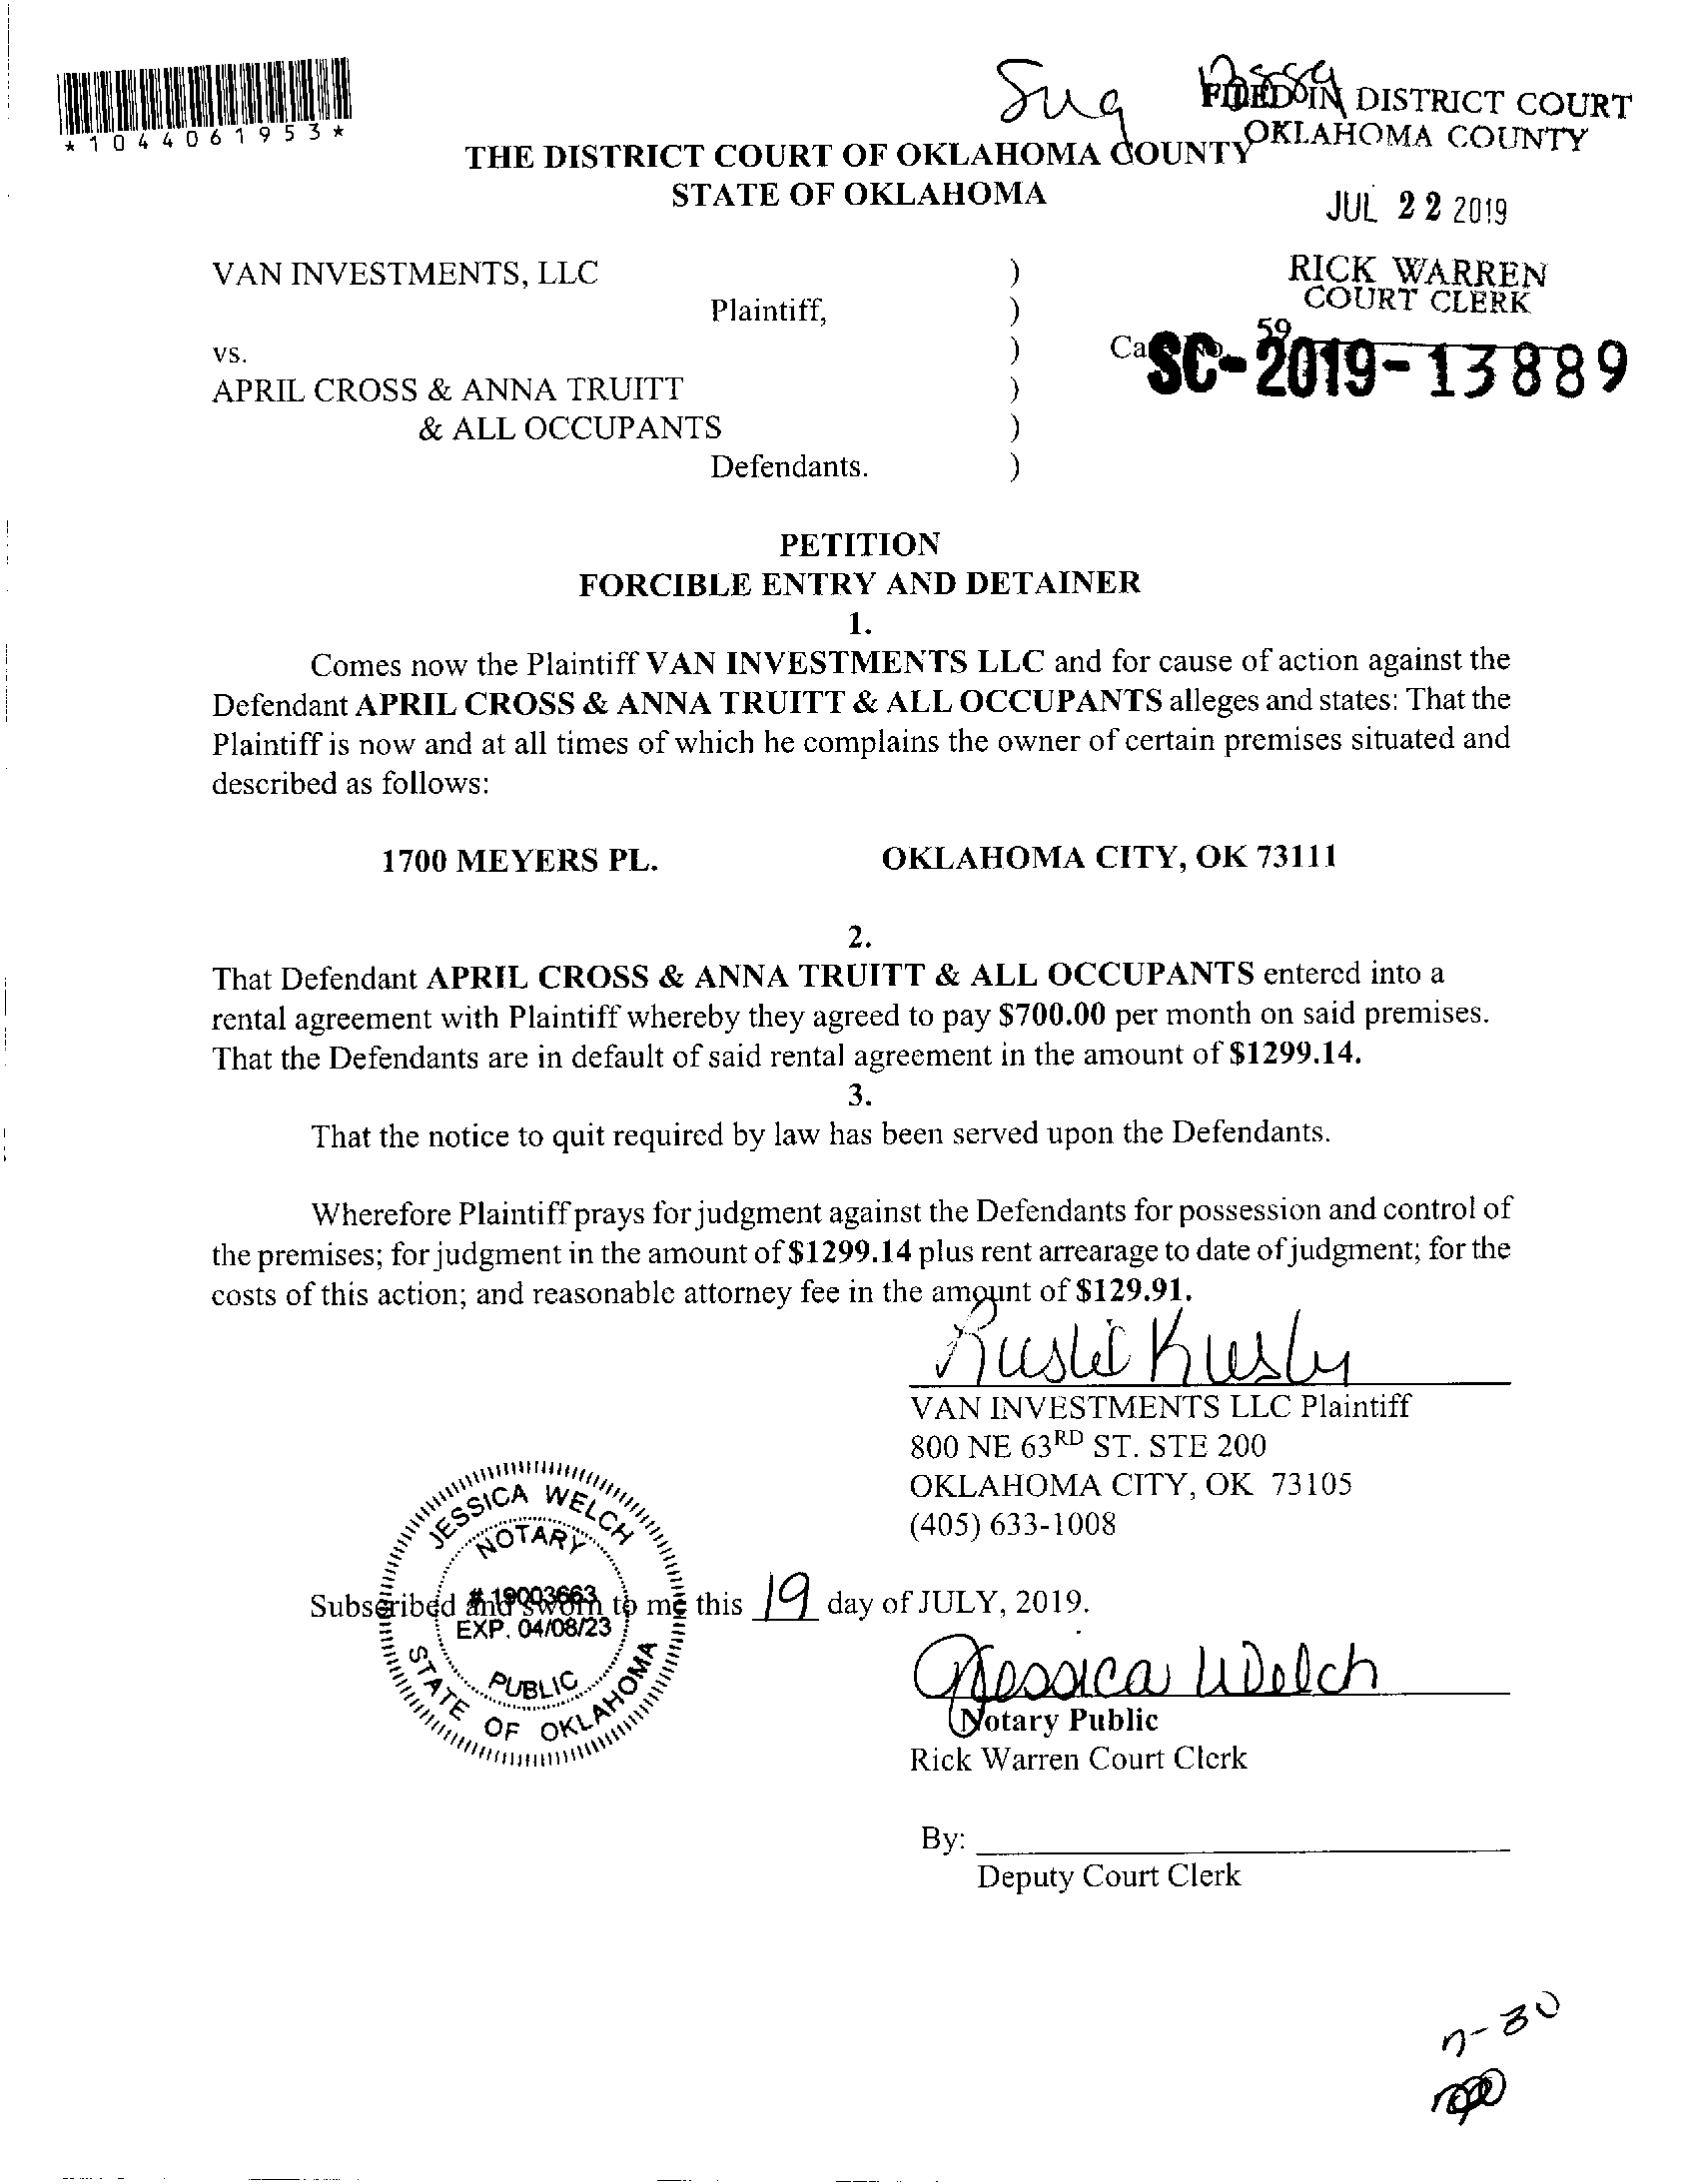 *1044061953*
Sug
FILED IN DISTRICT COURT
OKLAHOMA COUNTY
THE DISTRICT COURT OF OKLAHOMA COUNTY
STATE OF OKLAHOMA
JUL 22 2019
VAN INVESTMENTS, LLC )
RICK WARREN
COURT CLERK
Plaintiff, )
59
vs. )
Case No.
SC-2019-13889
APRIL CROSS & ANNA TRUITT )
& ALL OCCUPANTS )
Defendants. )
PETITION
FORCIBLE ENTRY AND DETAINER
1.
Comes now the Plaintiff VAN INVESTMENTS LLC and for cause of action against the
Defendant APRIL CROSS & ANNA TRUITT & ALL OCCUPANTS alleges and states: That the
Plaintiff is now and at all times of which he complains the owner of certain premises situated and
described as follows:
1700 MEYERS PL. OKLAHOMA CITY, OK 73111
2.
That Defendant APRIL CROSS & ANNA TRUITT & ALL OCCUPANTS entered into a
rental agreement with Plaintiff whereby they agreed to pay $700.00 per month on said premises.
That the Defendants are in default of said rental agreement in the amount of $1299.14.
3.
That the notice to quit required by law has been served upon the Defendants.
Wherefore Plaintiff prays for judgment against the Defendants for possession and control of
the premises; for judgment in the amount of $1299.14 plus rent arrearage to date of judgment; for the
costs of this action; and reasonable attorney fee in the amount of $129.91.
VAN INVESTMENTS LLC Plaintiff
800 NE 63RD ST. STE 200
OKLAHOMA CITY, OK 73105
(405) 633-1008
JESSICA WELCH
NOTARY
# 19003663
EXP. 04/08/23
PUBLIC
STATE OF OKLAHOMA
Subscribed and sworn to me this 19 day of JULY, 2019.
Jessica Welch
Notary Public
Rick Warren Court Clerk
By:
Deputy Court Clerk
7-30